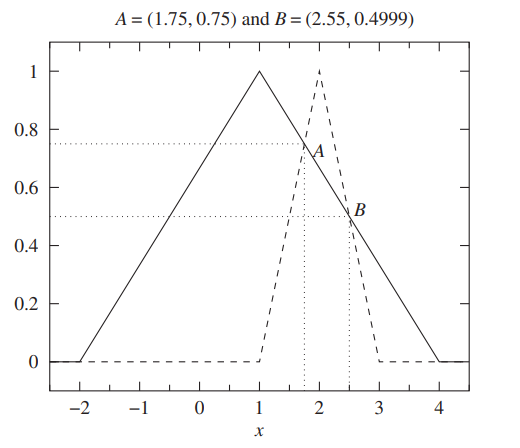 A = (1.75, 0.75) and B = (2.55, 0.4999)
1
0.8
A
0.6
B
0.4
0.2
0
−2 −1 0 1 2 3 4
x